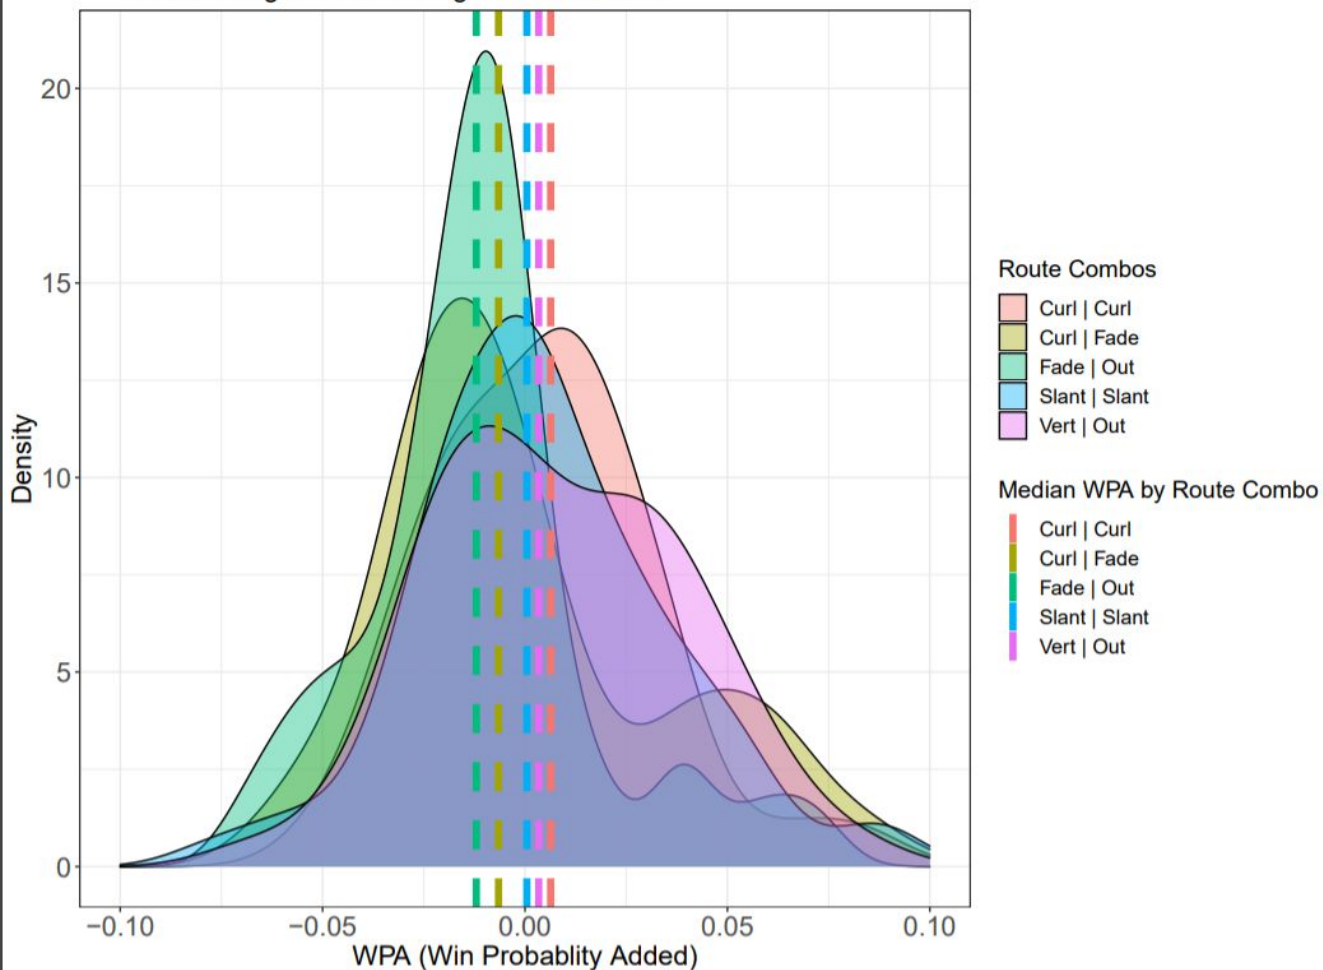 20
15
10
5
0
Density
−0.10
−0.05
0.00
0.05
0.10
WPA (Win Probablity Added)
Route Combos
Curl | Curl
Curl | Fade
Fade | Out
Slant | Slant
Vert | Out
Median WPA by Route Combo
Curl | Curl
Curl | Fade
Fade | Out
Slant | Slant
Vert | Out